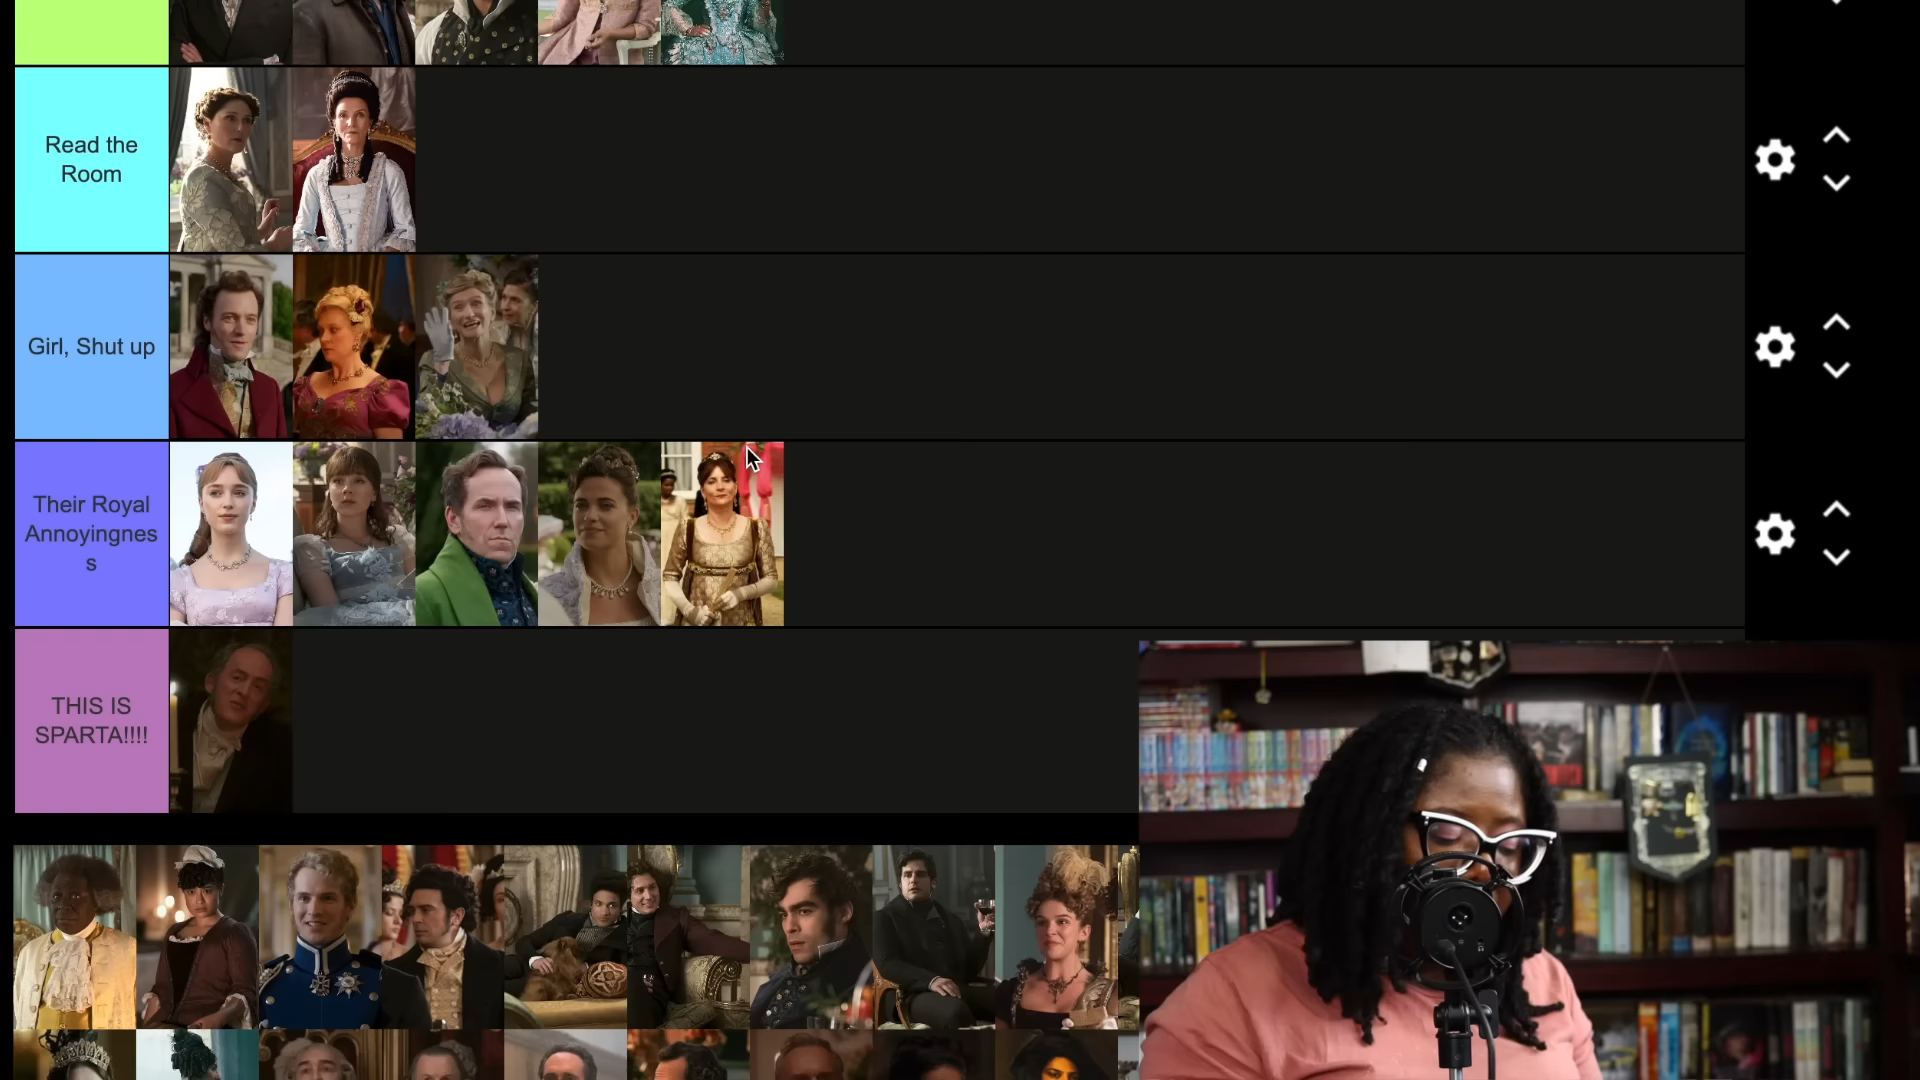 Read the
Room
Girl, Shut up
Their Royal
Annoyingnes
s
THIS IS
SPARTA!!!!